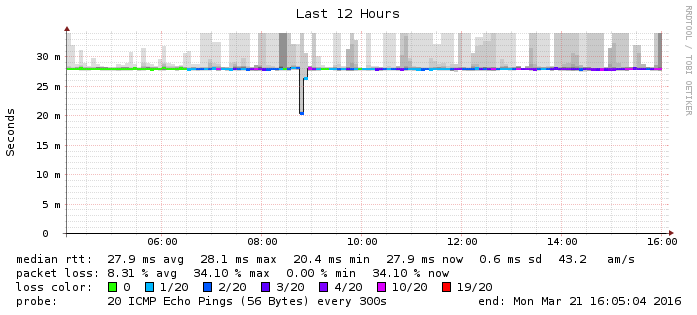 Last 12 Hours
RRDTOOL / TOBI OETIKER
Seconds
30 m
25 m
20 m
15 m
10 m
5 m
0
06:00 08:00 10:00 12:00 14:00 16:00
median rtt: 27.9 ms avg 28.1 ms max 20.4 ms min 27.9 ms now 0.6 ms sd 43.2 am/s
packet loss: 8.31 % avg 34.10 % max 0.00 % min 34.10 % now
loss color: 0 1/20 2/20 3/20 4/20 10/20 19/20
probe: 20 ICMP Echo Pings (56 Bytes) every 300s end: Mon Mar 21 16:05:04 2016